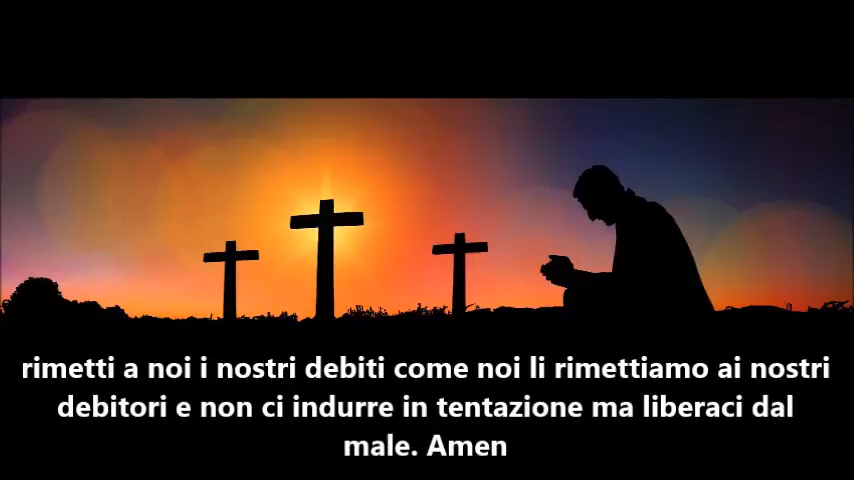 rimetti a noi i nostri debiti come noi li rimettiamo ai nostri
debitori e non ci indurre in tentazione ma liberaci dal
male. Amen